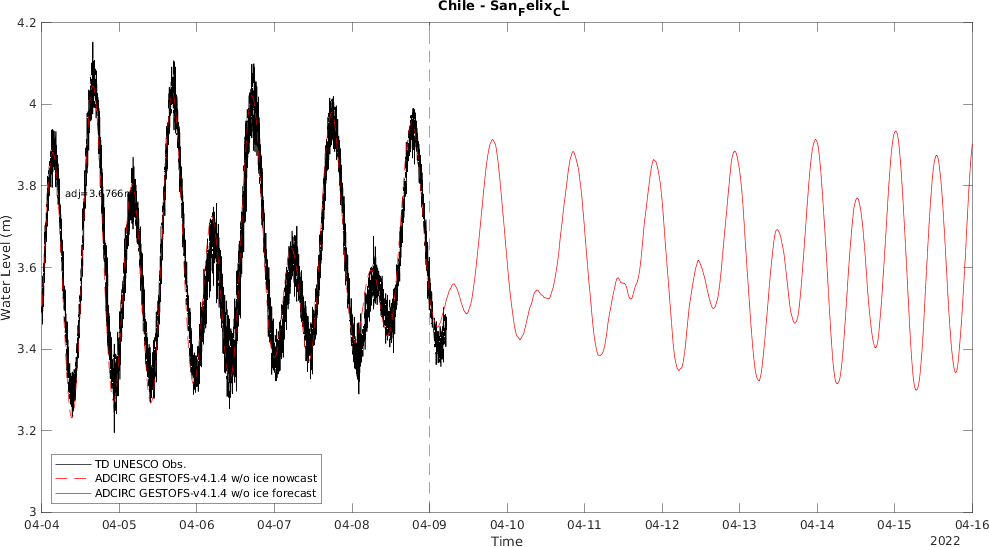 Chile - San_Felix_CL
4.2
4
3.8
3.6
3.4
3.2
3
Water Level (m)
adj=3.6766m
TD UNESCO Obs.
ADCIRC GESTOFS-v4.1.4 w/o ice nowcast
ADCIRC GESTOFS-v4.1.4 w/o ice forecast
04-04 04-05 04-06 04-07 04-08 04-09 04-10 04-11 04-12 04-13 04-14 04-15 04-16
Time
2022